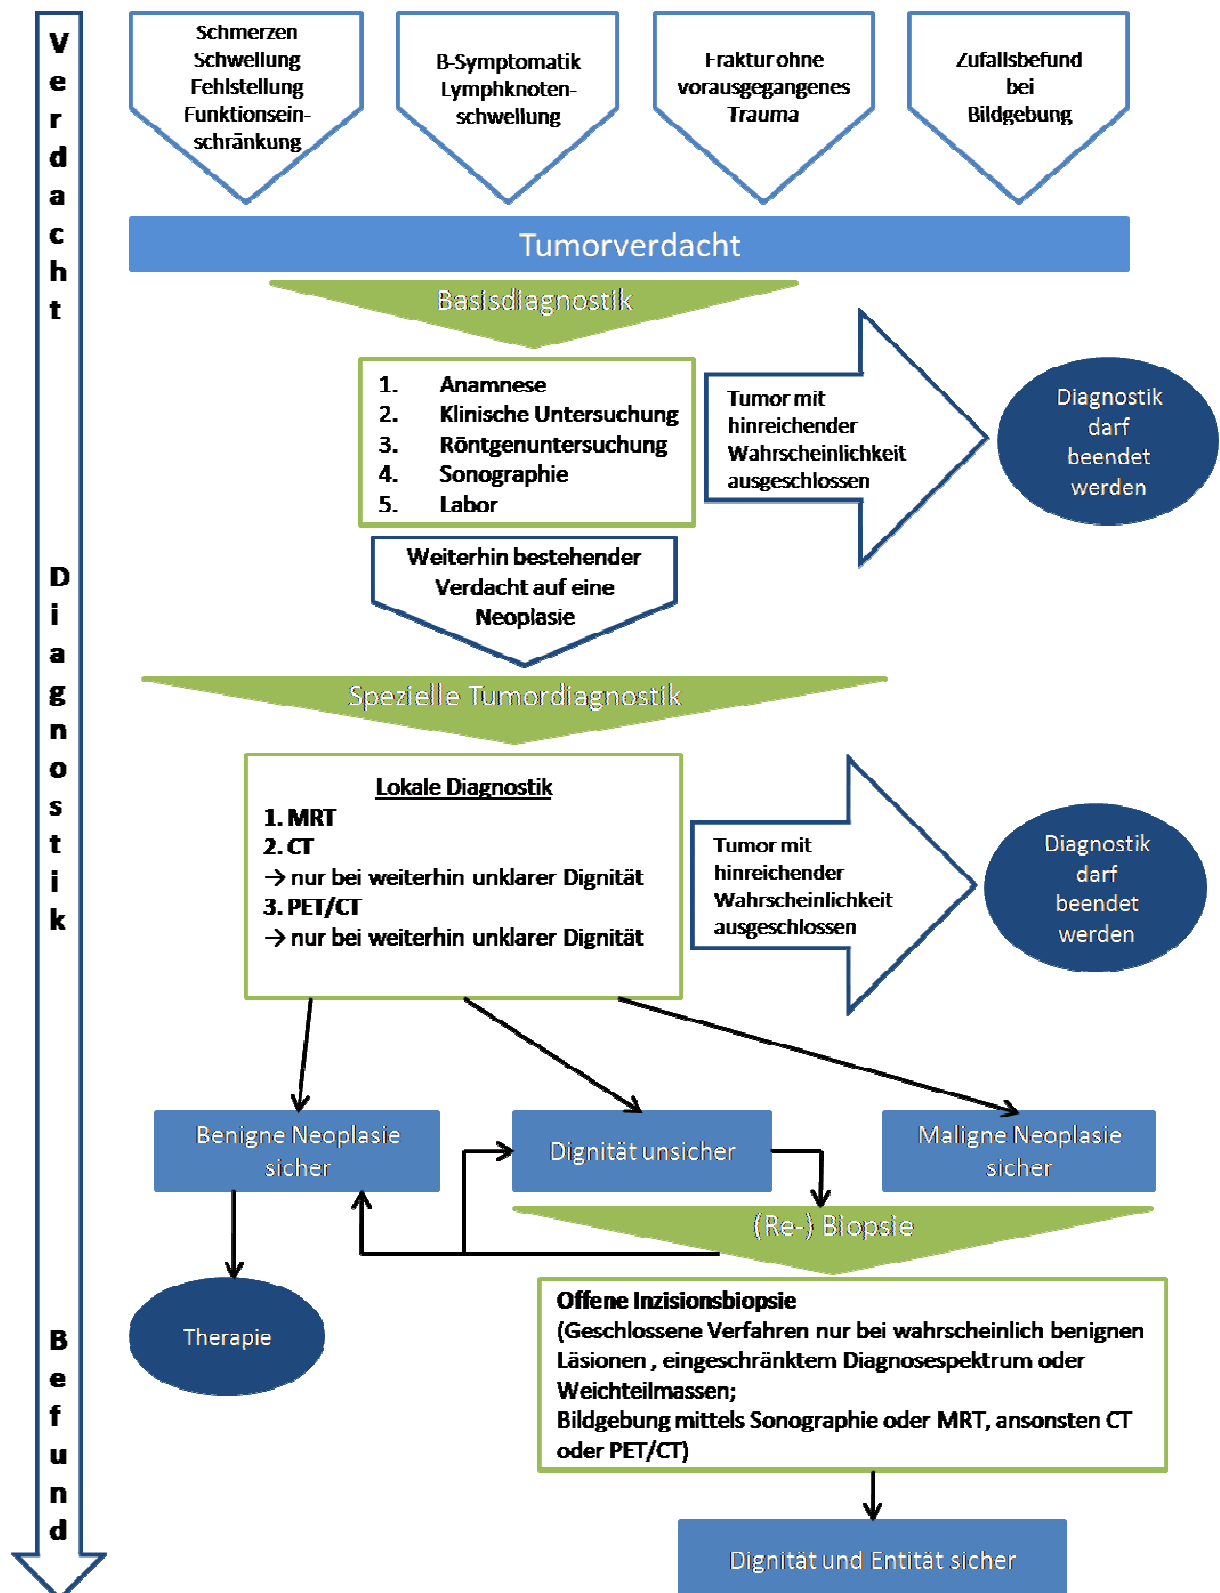 Verdacht
Diagnostik
Befund
Schmerzen
Schwellung
Fehlstellung
Funktionsein-
schränkung
B-Symptomatik
Lymphknoten-
schwellung
Fraktur ohne
vorausgegangenes
Trauma
Zufallsbefund
bei
Bildgebung
Tumorverdacht
Basisdiagnostik
1. Anamnese
2. Klinische Untersuchung
3. Röntgenuntersuchung
4. Sonographie
5. Labor
Tumor mit
hinreichender
Wahrscheinlichkeit
ausgeschlossen
Diagnostik
darf
beendet
werden
Weiterhin bestehender
Verdacht auf eine
Neoplasie
Spezielle Tumordiagnostik
Lokale Diagnostik
1. MRT
2. CT
→ nur bei weiterhin unklarer Dignität
3. PET/CT
→ nur bei weiterhin unklarer Dignität
Tumor mit
hinreichender
Wahrscheinlichkeit
ausgeschlossen
Diagnostik
darf
beendet
werden
Benigne Neoplasie
sicher
Dignität unsicher
Maligne Neoplasie
sicher
(Re-) Biopsie
Therapie
Offene Inzisionsbiopsie
(Geschlossene Verfahren nur bei wahrscheinlich benignen
Läsionen , eingeschränktem Diagnosespektrum oder
Weichteilmassen;
Bildgebung mittels Sonographie oder MRT, ansonsten CT
oder PET/CT)
Dignität und Entität sicher